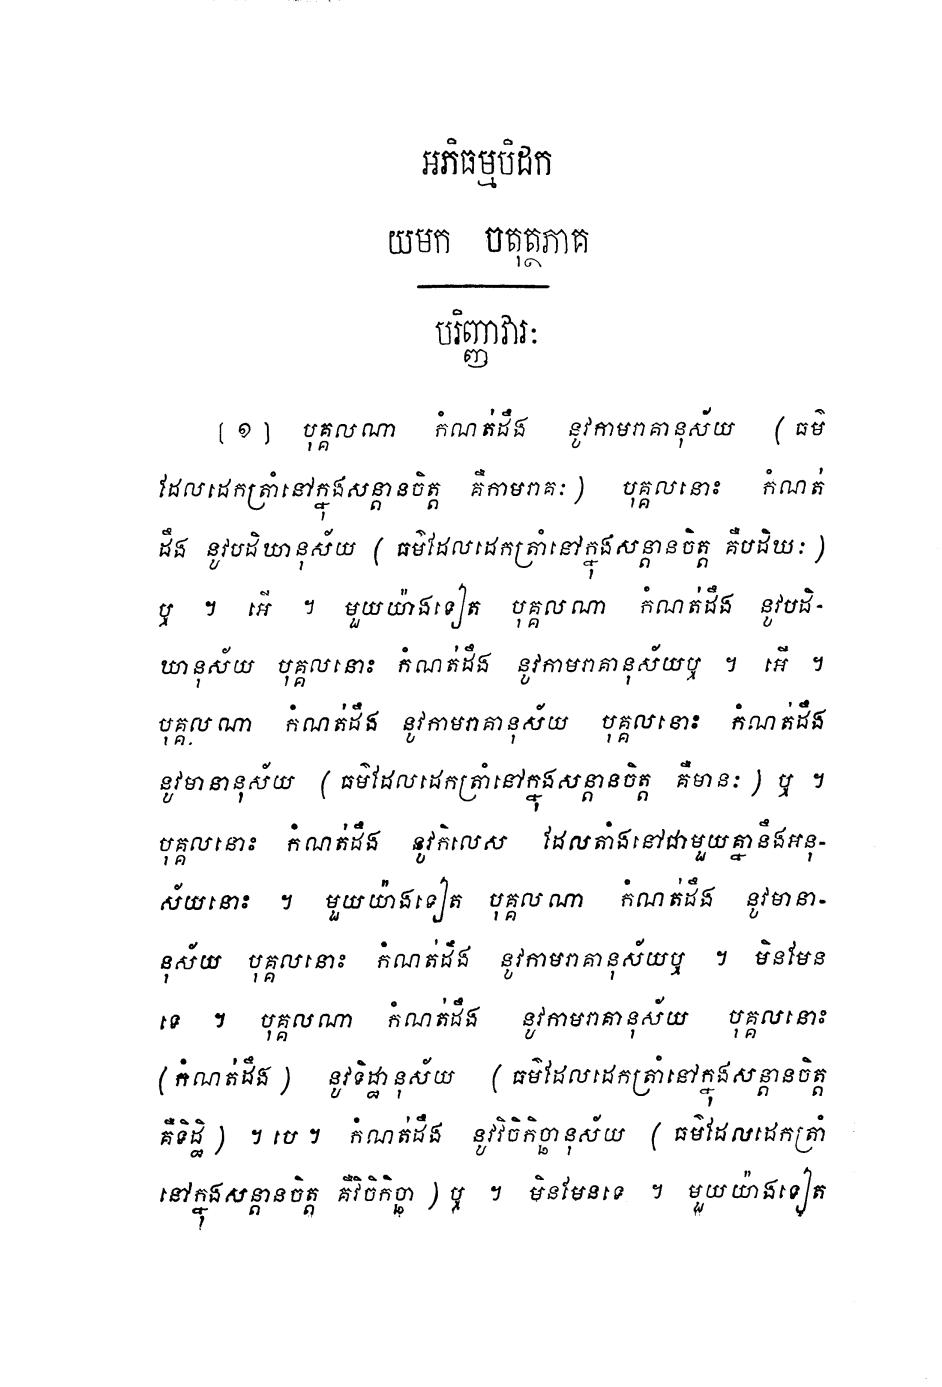 អភិធម្មបិដក
យមក ចតុត្ថភាគ
បរិញ្ញាវារៈ
[ ១ ] បុគ្គលណា កំណត់ដឹង នូវកាមរាគានុស័យ ( ធម៌
ដែលដេកត្រាំនៅក្នុងសន្តានចិត្ត គឺកាមរាគៈ ) បុគ្គលនោះ កំណត់
ដឹង នូវបដិឃានុស័យ ( ធម៌ដែលដេកត្រាំនៅក្នុងសន្តានចិត្ត គឺបដិឃៈ )
ឬ ។ អើ ។ មួយយ៉ាងទៀត បុគ្គលណា កំណត់ដឹង នូវបដិ-
ឃានុស័យ បុគ្គលនោះ កំណត់ដឹង នូវកាមរាគានុស័យឬ ។ អើ ។
បុគ្គលណា កំណត់ដឹង នូវកាមរាគានុស័យ បុគ្គលនោះ កំណត់ដឹង
នូវមានានុស័យ ( ធម៌ដែលដេកត្រាំនៅក្នុងសន្តានចិត្ត គឺមានៈ ) ឬ ។
បុគ្គលនោះ កំណត់ដឹង នូវកិលេស ដែលតាំងនៅជាមួយគ្នានឹងអនុ-
ស័យនោះ ។ មួយយ៉ាងទៀត បុគ្គលណា កំណត់ដឹង នូវមានា-
នុស័យ បុគ្គលនោះ កំណត់ដឹង នូវកាមរាគានុស័យឬ ។ មិនមែន
ទេ ។ បុគ្គលណា កំណត់ដឹង នូវកាមរាគានុស័យ បុគ្គលនោះ
( កំណត់ដឹង ) នូវទិដ្ឋានុស័យ ( ធម៌ដែលដេកត្រាំនៅក្នុងសន្តានចិត្ត
គឺទិដ្ឋិ ) ។ បេ ។ កំណត់ដឹង នូវវិចិកិច្ឆានុស័យ ( ធម៌ដែលដេកត្រាំ
នៅក្នុងសន្តានចិត្ត គឺវិចិកិច្ឆា ) ឬ ។ មិនមែនទេ ។ មួយយ៉ាងទៀត